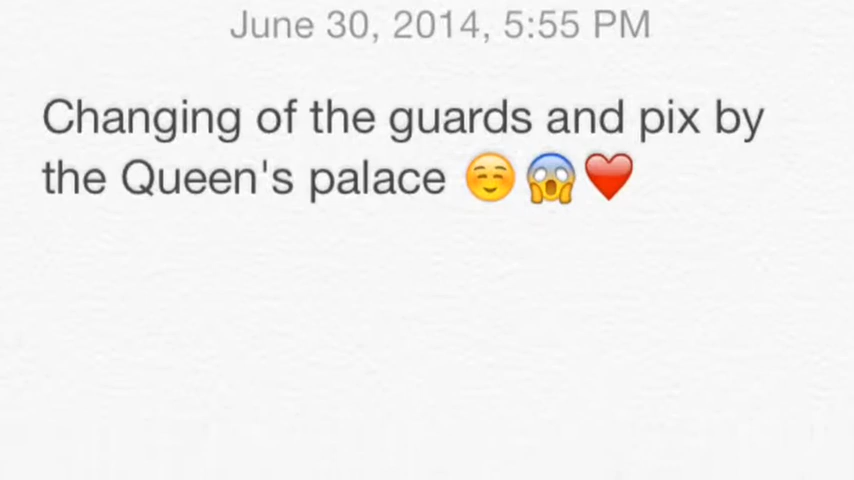 June 30, 2014, 5:55 PM
Changing of the guards and pix by
the Queen's palace ☺️😱❤️